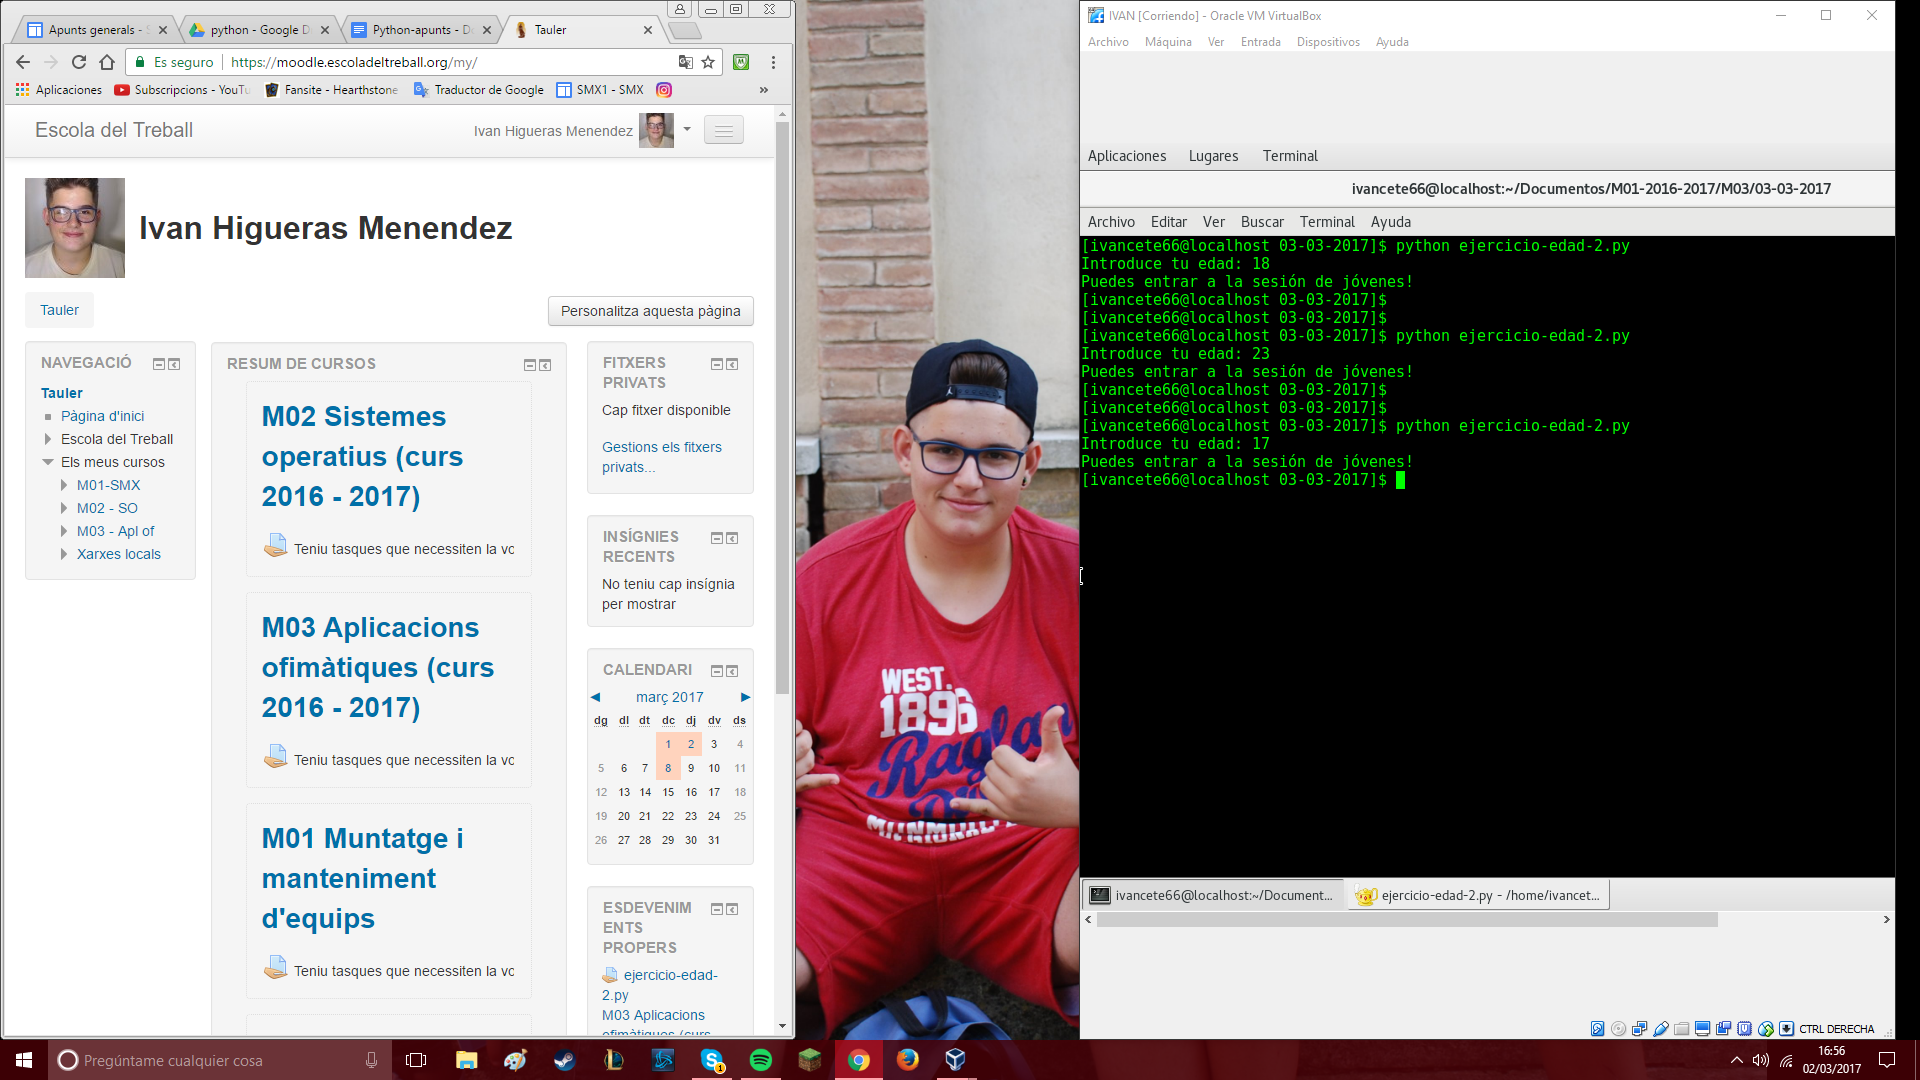 Apunts generals - S
python - Google D
Python-apunts - Do
Tauler
Es seguro
https://moodle.escoladeltreball.org/my/
Aplicaciones
Subscripcions - YouTu
Fansite - Hearthstone
Traductor de Google
SMX1 - SMX
»
Escola del Treball
Ivan Higueras Menendez
Ivan Higueras Menendez
Tauler
Personalitza aquesta pàgina
NAVEGACIÓ
Tauler
Pàgina d'inici
Escola del Treball
Els meus cursos
M01-SMX
M02 - SO
M03 - Apl of
Xarxes locals
RESUM DE CURSOS
M02 Sistemes
operatius (curs
2016 - 2017)
Teniu tasques que necessiten la vo
M03 Aplicacions
ofimàtiques (curs
2016 - 2017)
Teniu tasques que necessiten la vo
M01 Muntatge i
manteniment
d'equips
Teniu tasques que necessiten la vo
FITXERS
PRIVATS
Cap fitxer disponible
Gestions els fitxers
privats...
INSÍGNIES
RECENTS
No teniu cap insígnia
per mostrar
CALENDARI
◀ març 2017 ▶
dg dl dt dc dj dv ds
1 2 3 4
5 6 7 8 9 10 11
12 13 14 15 16 17 18
19 20 21 22 23 24 25
26 27 28 29 30 31
ESDEVENIM
ENTS
PROPERS
ejercicio-edad-
2.py
M03 Aplicacions
ofimàtiques (curs
WEST.
1896
Raglan
IVAN [Corriendo] - Oracle VM VirtualBox
Archivo Máquina Ver Entrada Dispositivos Ayuda
Aplicaciones Lugares Terminal
ivancete66@localhost:~/Documentos/M01-2016-2017/M03/03-03-2017
Archivo Editar Ver Buscar Terminal Ayuda
[ivancete66@localhost 03-03-2017]$ python ejercicio-edad-2.py
Introduce tu edad: 18
Puedes entrar a la sesión de jóvenes!
[ivancete66@localhost 03-03-2017]$
[ivancete66@localhost 03-03-2017]$
[ivancete66@localhost 03-03-2017]$ python ejercicio-edad-2.py
Introduce tu edad: 23
Puedes entrar a la sesión de jóvenes!
[ivancete66@localhost 03-03-2017]$
[ivancete66@localhost 03-03-2017]$
[ivancete66@localhost 03-03-2017]$ python ejercicio-edad-2.py
Introduce tu edad: 17
Puedes entrar a la sesión de jóvenes!
[ivancete66@localhost 03-03-2017]$
ivancete66@localhost:~/Document...
ejercicio-edad-2.py - /home/ivancet...
CTRL DERECHA
Pregúntame cualquier cosa
1
16:56
02/03/2017